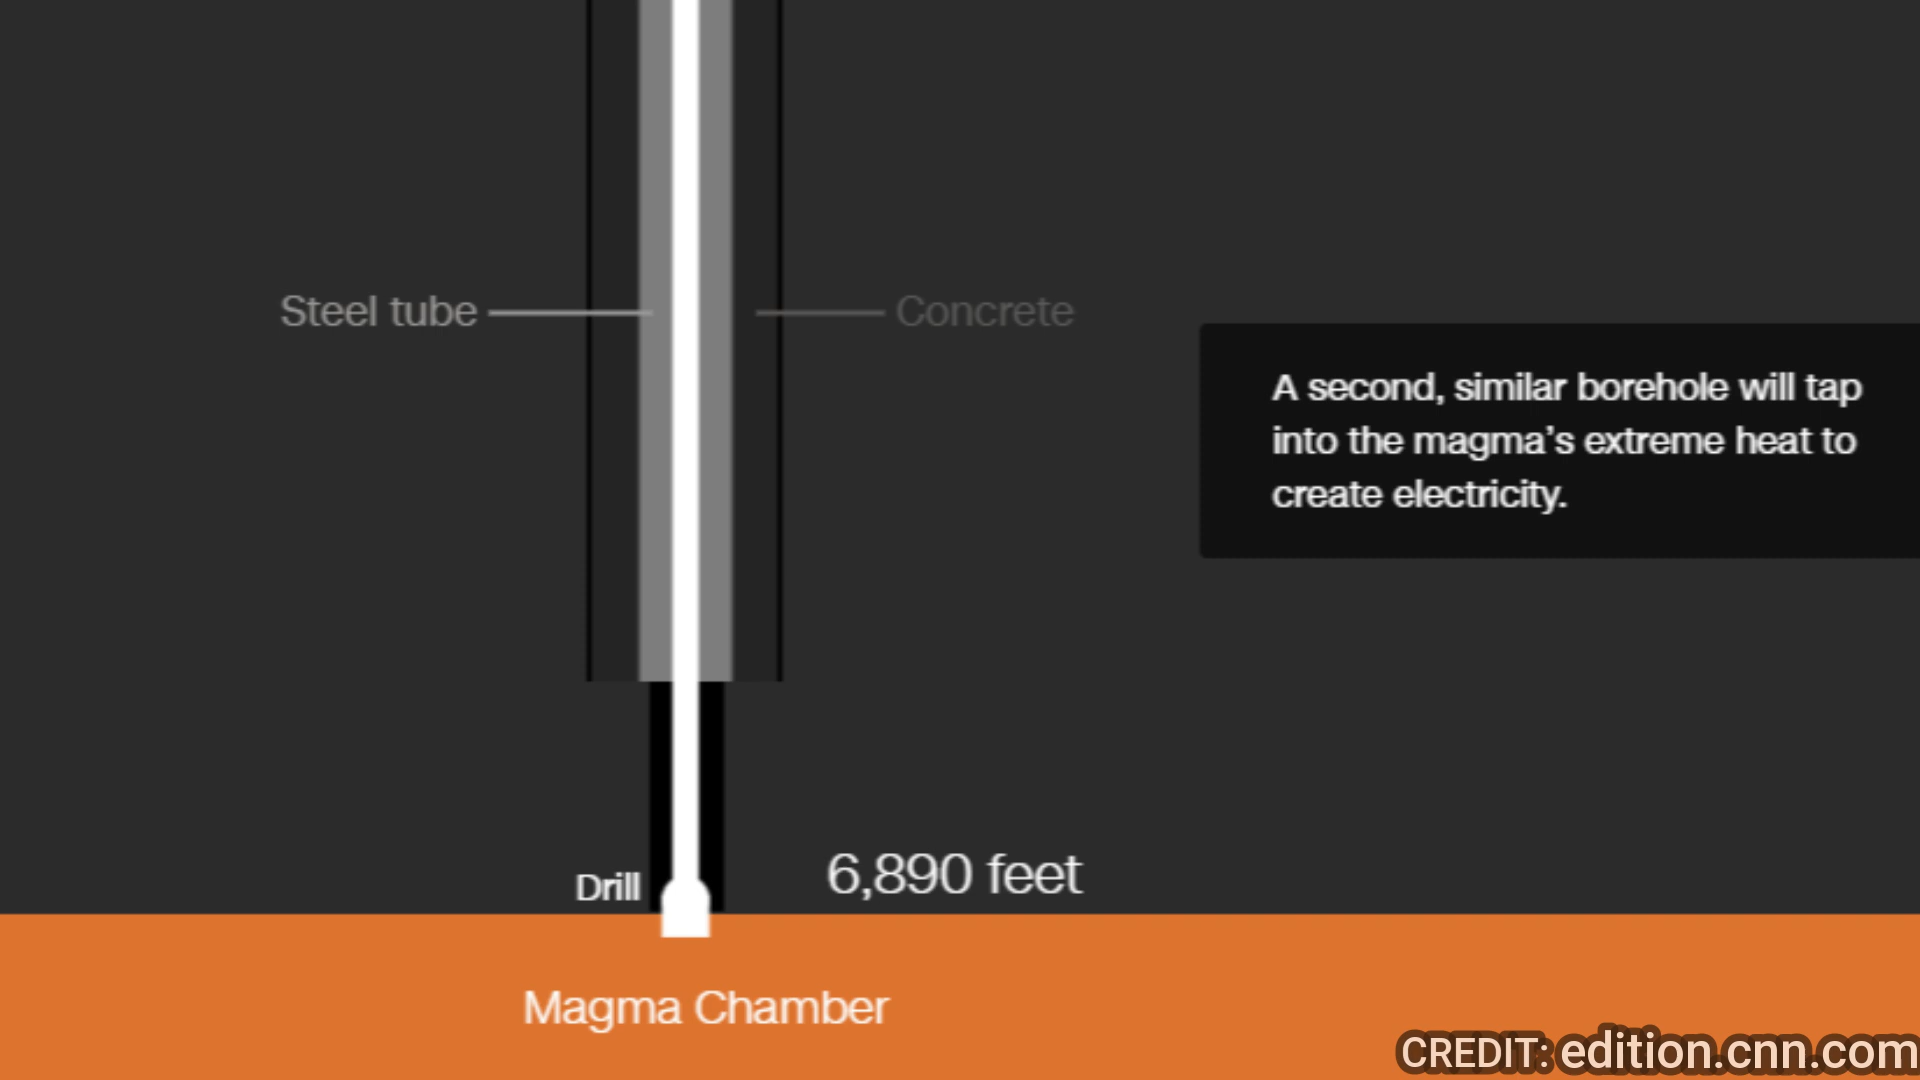 Steel tube
Concrete
A second, similar borehole will tap
into the magma’s extreme heat to
create electricity.
Drill
6,890 feet
Magma Chamber
CREDIT: edition.cnn.com